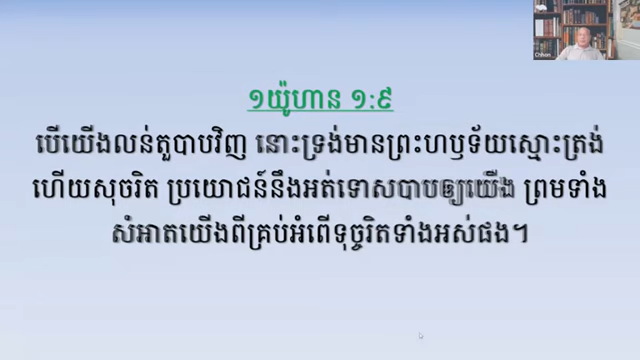 Chhon
១យ៉ូហាន ១:៩
បើយើងលន់តួបាបវិញ នោះទ្រង់មានព្រះហឫទ័យស្មោះត្រង់
ហើយសុចរិត ប្រយោជន៍នឹងអត់ទោសបាបឲ្យយើង ព្រមទាំង
សំអាតយើងពីគ្រប់អំពើទុច្ចរិតទាំងអស់ផង។